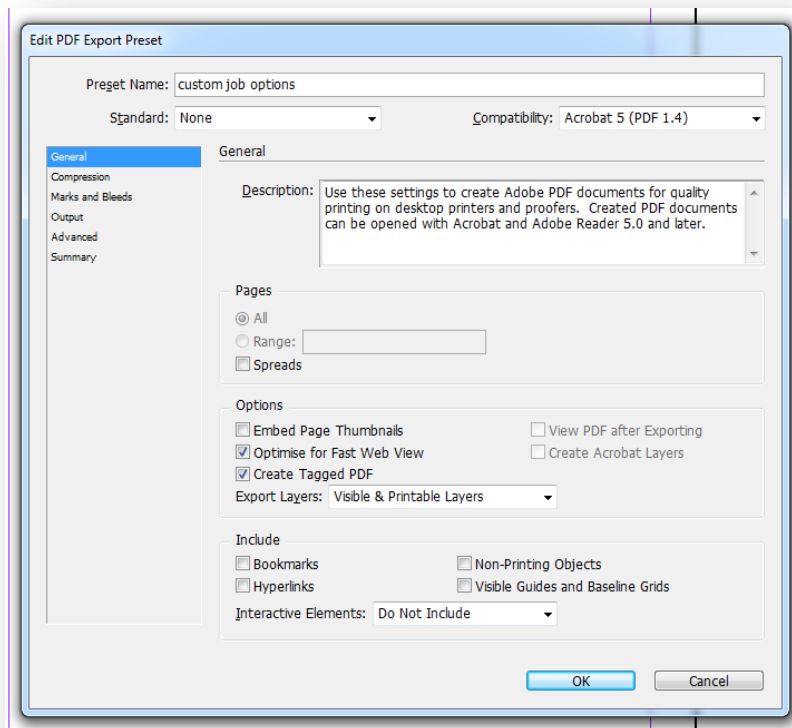 Edit PDF Export Preset
Preset Name: custom job options
Standard: None Compatibility: Acrobat 5 (PDF 1.4)
General
Compression
Marks and Bleeds
Output
Advanced
Summary
General
Description: Use these settings to create Adobe PDF documents for quality
printing on desktop printers and proofers. Created PDF documents
can be opened with Acrobat and Adobe Reader 5.0 and later.
Pages
All
Range:
Spreads
Options
Embed Page Thumbnails View PDF after Exporting
Optimise for Fast Web View Create Acrobat Layers
Create Tagged PDF
Export Layers: Visible & Printable Layers
Include
Bookmarks Non-Printing Objects
Hyperlinks Visible Guides and Baseline Grids
Interactive Elements: Do Not Include
OK Cancel